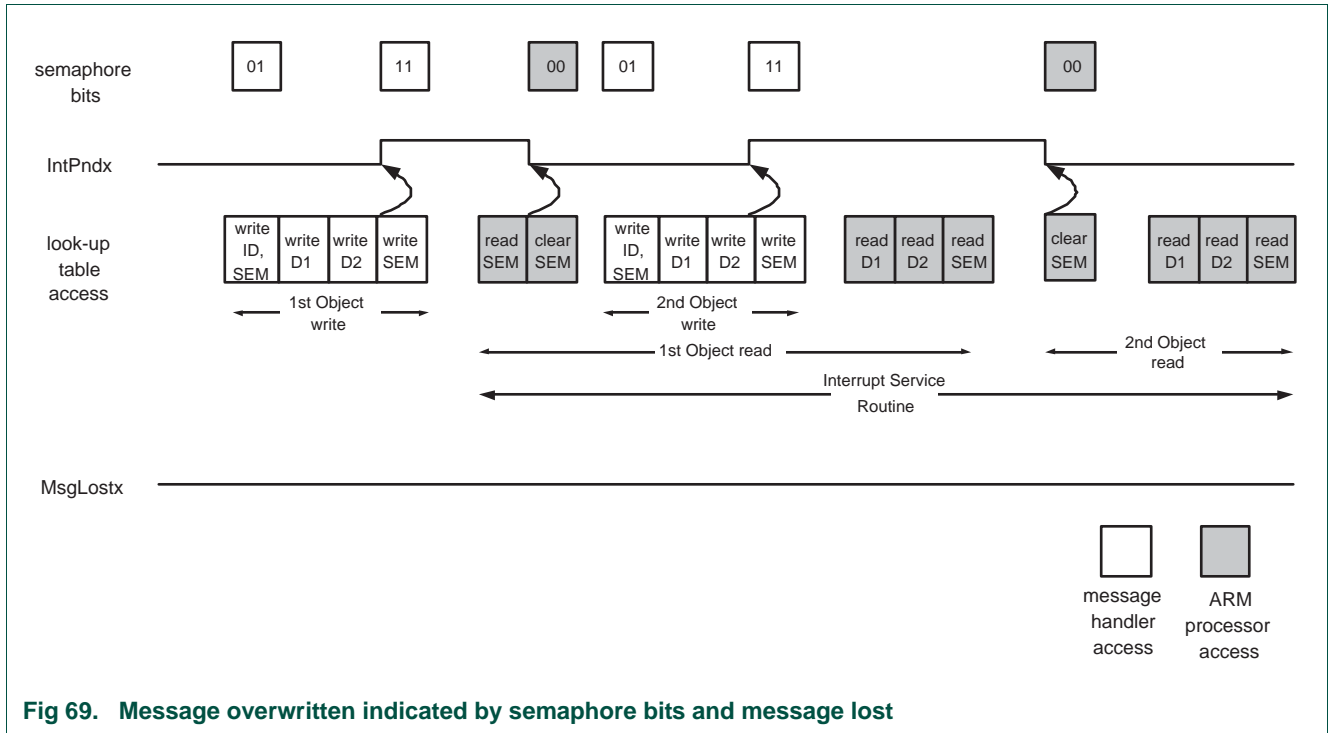 semaphore
bits
01
11
00
01
11
00
IntPndx
look-up
table
access
write
ID,
SEM
write
D1
write
D2
write
SEM
read
SEM
clear
SEM
write
ID,
SEM
write
D1
write
D2
write
SEM
read
D1
read
D2
read
SEM
clear
SEM
read
D1
read
D2
read
SEM
1st Object
write
2nd Object
write
1st Object read
2nd Object
read
Interrupt Service
Routine
MsgLostx
message
handler
access
ARM
processor
access
Fig 69. Message overwritten indicated by semaphore bits and message lost